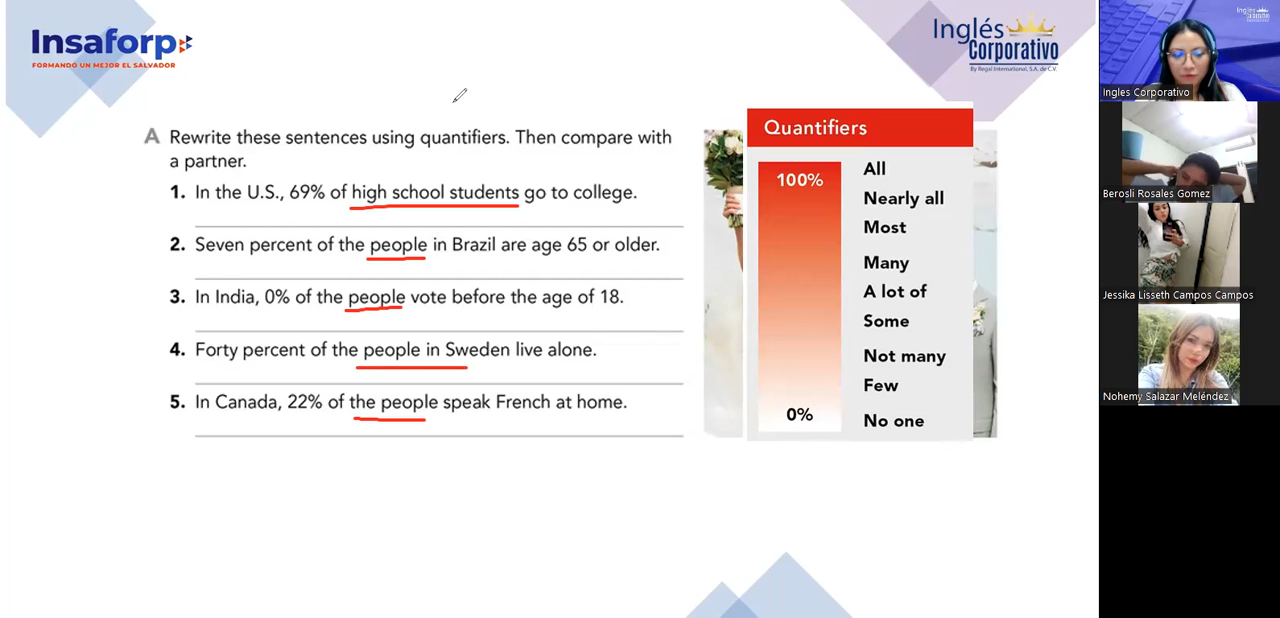 Insaforp
FORMANDO UN MEJOR EL SALVADOR
Inglés
Corporativo
By Regal International, S.A. de C.V.
A Rewrite these sentences using quantifiers. Then compare with
a partner.
1. In the U.S., 69% of high school students go to college.
2. Seven percent of the people in Brazil are age 65 or older.
3. In India, 0% of the people vote before the age of 18.
4. Forty percent of the people in Sweden live alone.
5. In Canada, 22% of the people speak French at home.
Quantifiers
100%
All
Nearly all
Most
Many
A lot of
Some
Not many
Few
0%
No one
Inglés
Corporativo
Ingles Corporativo
Berosli Rosales Gomez
Jessika Lisseth Campos Campos
Nohemy Salazar Meléndez